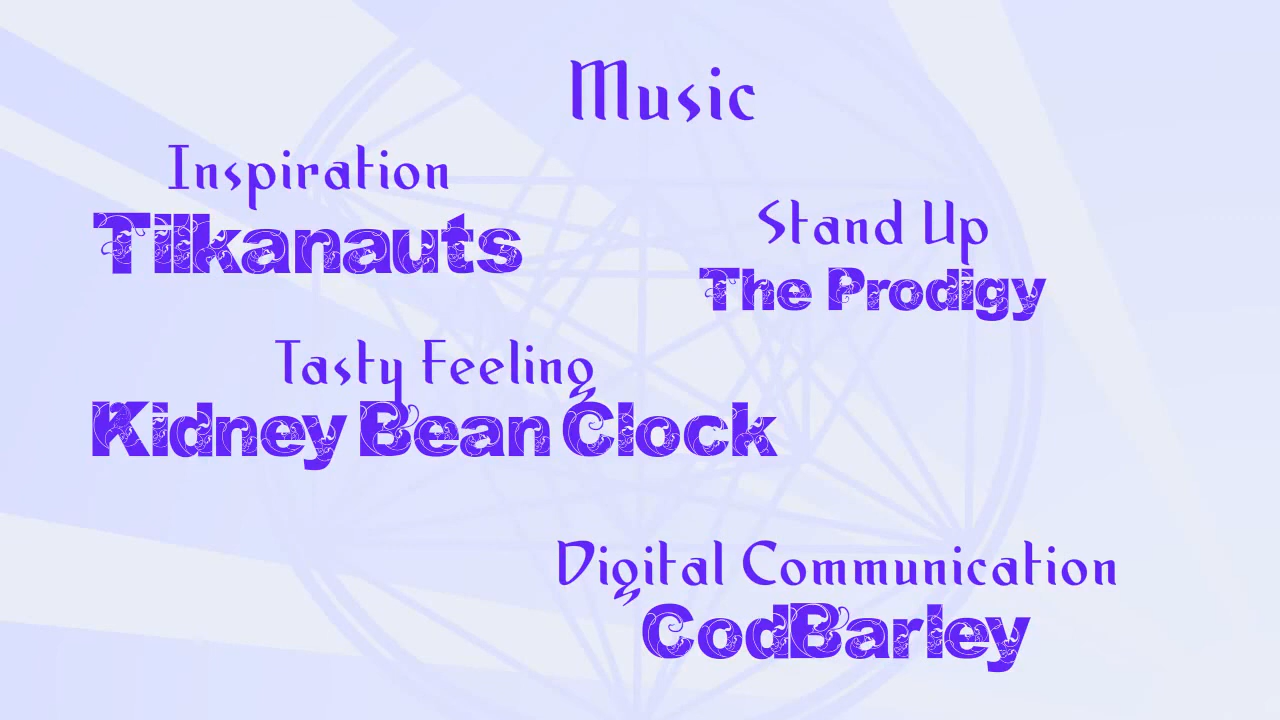 Music
Inspiration
Tilkanauts
Stand Up
The Prodigy
Tasty Feeling
Kidney Bean Clock
Digital Communication
CodBarley